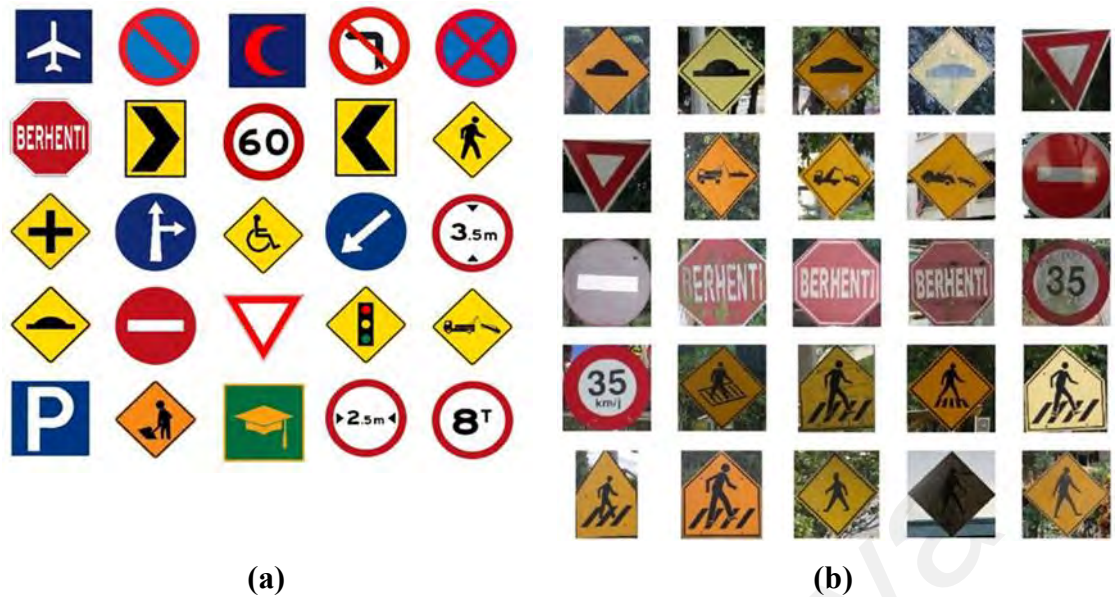 BERHENTI
60
3.5m
P
2.5m
8T
(a)
BERHENTI
BERHENTI
BERHENTI
35
35
km/j
(b)